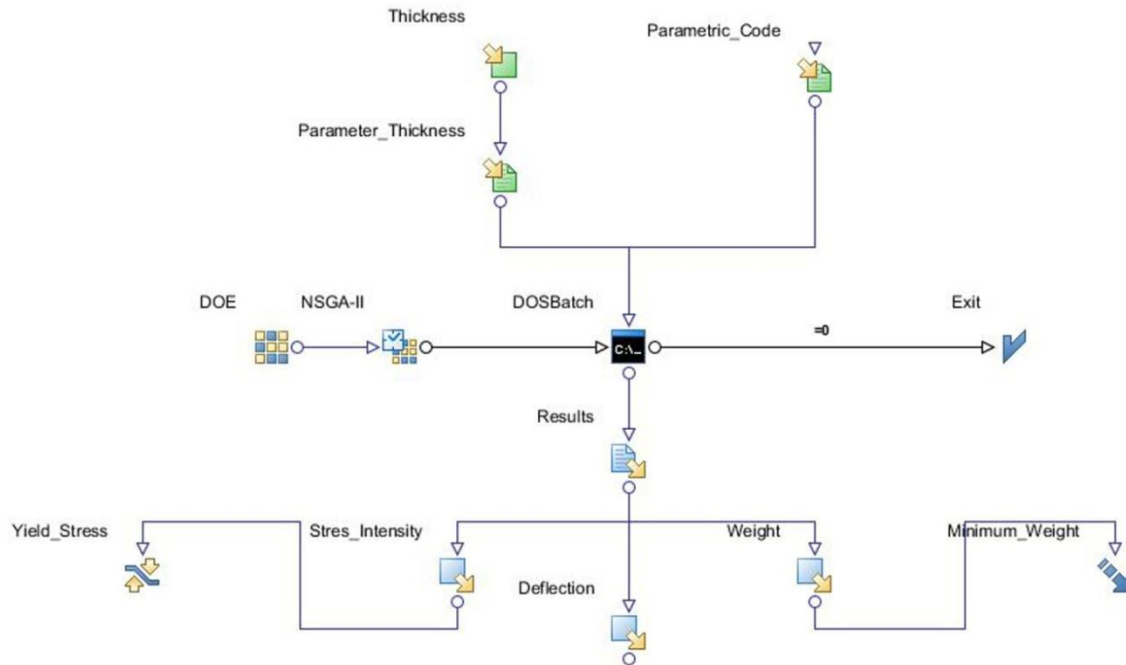 Thickness
Parametric_Code
Parameter_Thickness
DOE
NSGA-II
DOSBatch
=0
Exit
C:\_
Results
Yield_Stress
Stres_Intensity
Weight
Minimum_Weight
Deflection